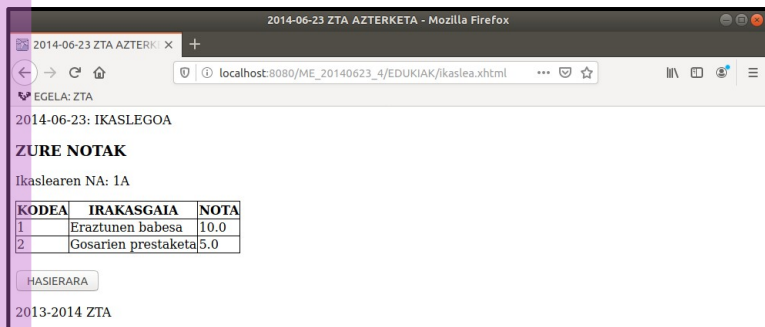 2014-06-23 ZTA AZTERKETA - Mozilla Firefox
2014-06-23 ZTA AZTERK
localhost:8080/ME_20140623_4/EDUKIAK/ikaslea.xhtml
EGELA: ZTA
2014-06-23: IKASLEGOA
ZURE NOTAK
Ikaslearen NA: 1A
KODEA IRAKASGAIA NOTA
1 Eraztunen babesa 10.0
2 Gosarien prestaketa 5.0
HASIERARA
2013-2014 ZTA